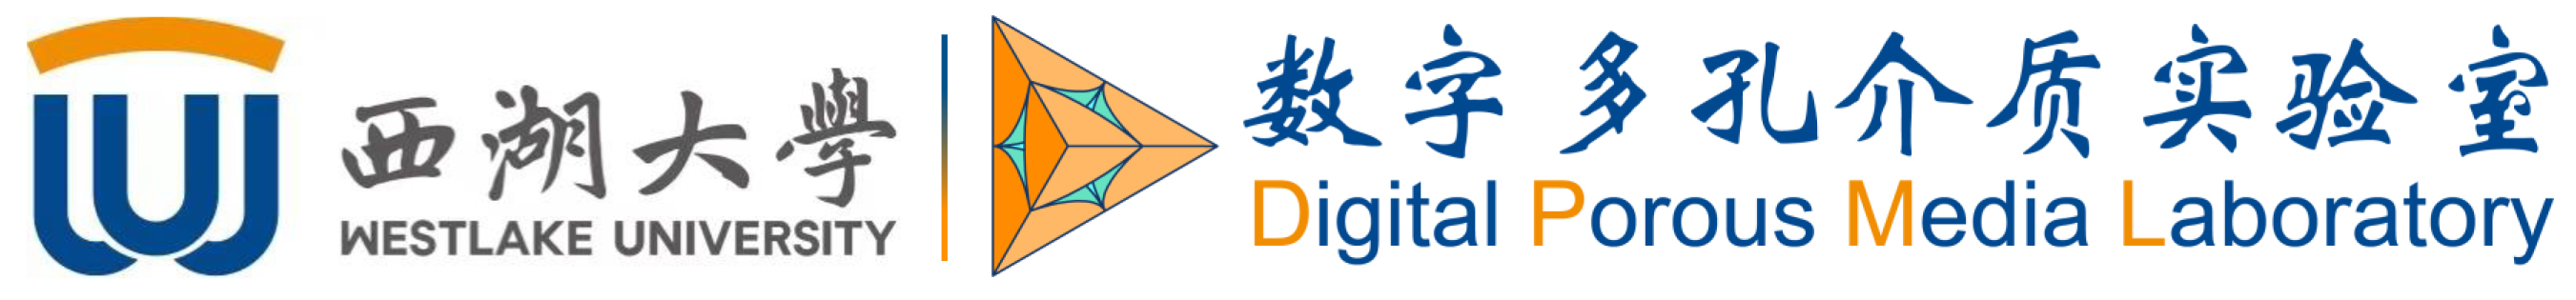 西湖大學
WESTLAKE UNIVERSITY
数字多孔介质实验室
Digital Porous Media Laboratory